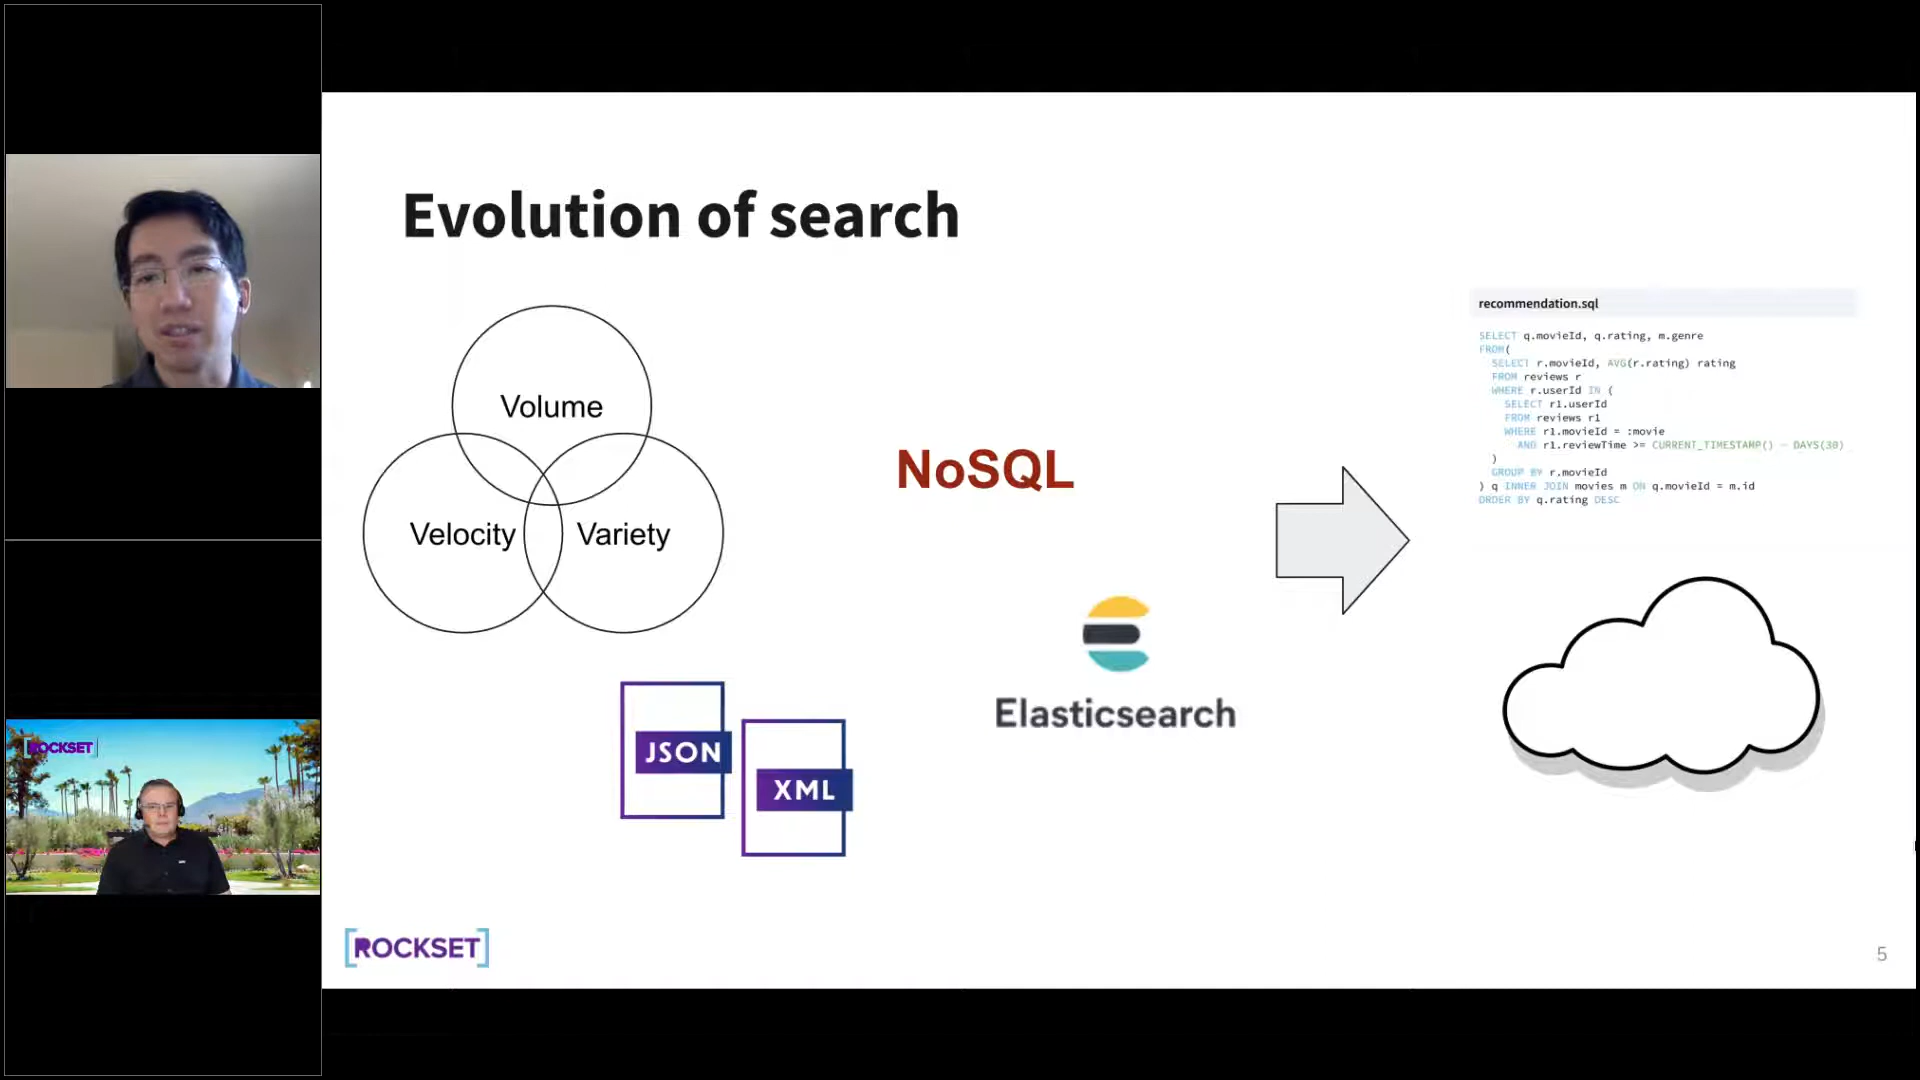 Evolution of search
Volume
Velocity
Variety
NoSQL
Elasticsearch
JSON
XML
recommendation.sql
SELECT q.movieId, q.rating, m.genre
FROM(
SELECT r.movieId, AVG(r.rating) rating
FROM reviews r
WHERE r.userId IN (
SELECT r1.userId
FROM reviews r1
WHERE r1.movieId = :movie
AND r1.reviewTime >= CURRENT_TIMESTAMP() - DAYS(30)
)
GROUP BY r.movieId
) q INNER JOIN movies m ON q.movieId = m.id
ORDER BY q.rating DESC
[ROCKSET]
[ROCKSET]
5